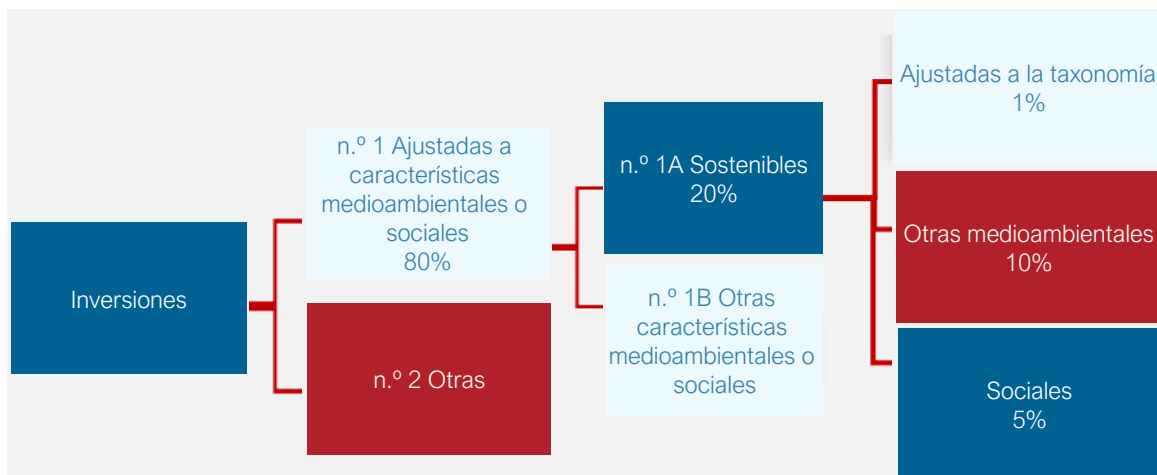 Inversiones
n.º 1 Ajustadas a
características
medioambientales o
sociales
80%
n.º 2 Otras
n.º 1A Sostenibles
20%
n.º 1B Otras
características
medioambientales o
sociales
Ajustadas a la taxonomía
1%
Otras medioambientales
10%
Sociales
5%